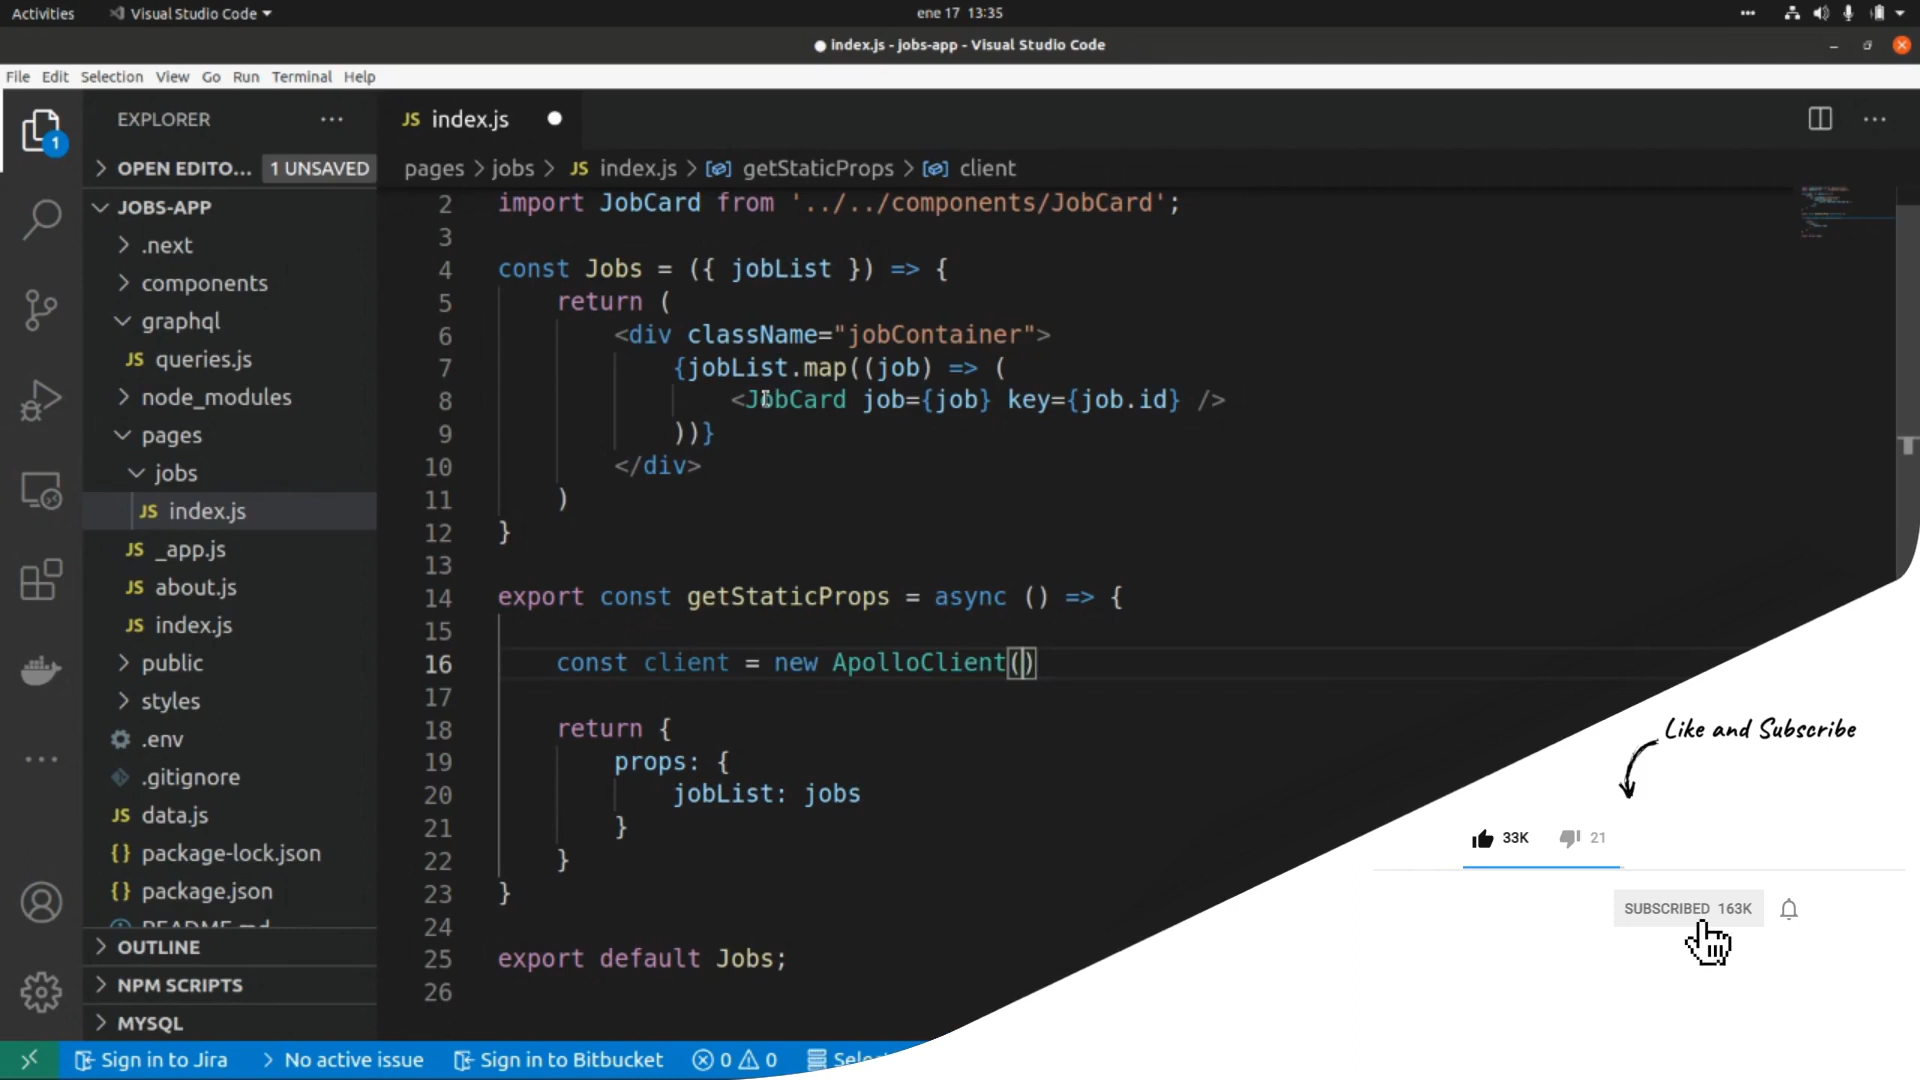 Activities Visual Studio Code ene 17 13:35
index.js - jobs-app - Visual Studio Code
File Edit Selection View Go Run Terminal Help
EXPLORER
1
OPEN EDITO... 1 UNSAVED
JOBS-APP
.next
components
graphql
JS queries.js
node_modules
pages
jobs
JS index.js
JS _app.js
JS about.js
JS index.js
public
styles
.env
.gitignore
JS data.js
{} package-lock.json
{} package.json
README.md
OUTLINE
NPM SCRIPTS
MYSQL
JS index.js
pages > jobs > JS index.js > getStaticProps > client
2 import JobCard from '../../components/JobCard';
3
4 const Jobs = ({ jobList }) => {
5 return (
6 <div className="jobContainer">
7 {jobList.map((job) => (
8 <JobCard job={job} key={job.id} />
9 ))}
10 </div>
11 )
12 }
13
14 export const getStaticProps = async () => {
15
16 const client = new ApolloClient()
17
18 return {
19 props: {
20 jobList: jobs
21 }
22 }
23 }
24
25 export default Jobs;
26
Like and Subscribe
33K 21
SUBSCRIBED 163K
Sign in to Jira No active issue Sign in to Bitbucket 0 0